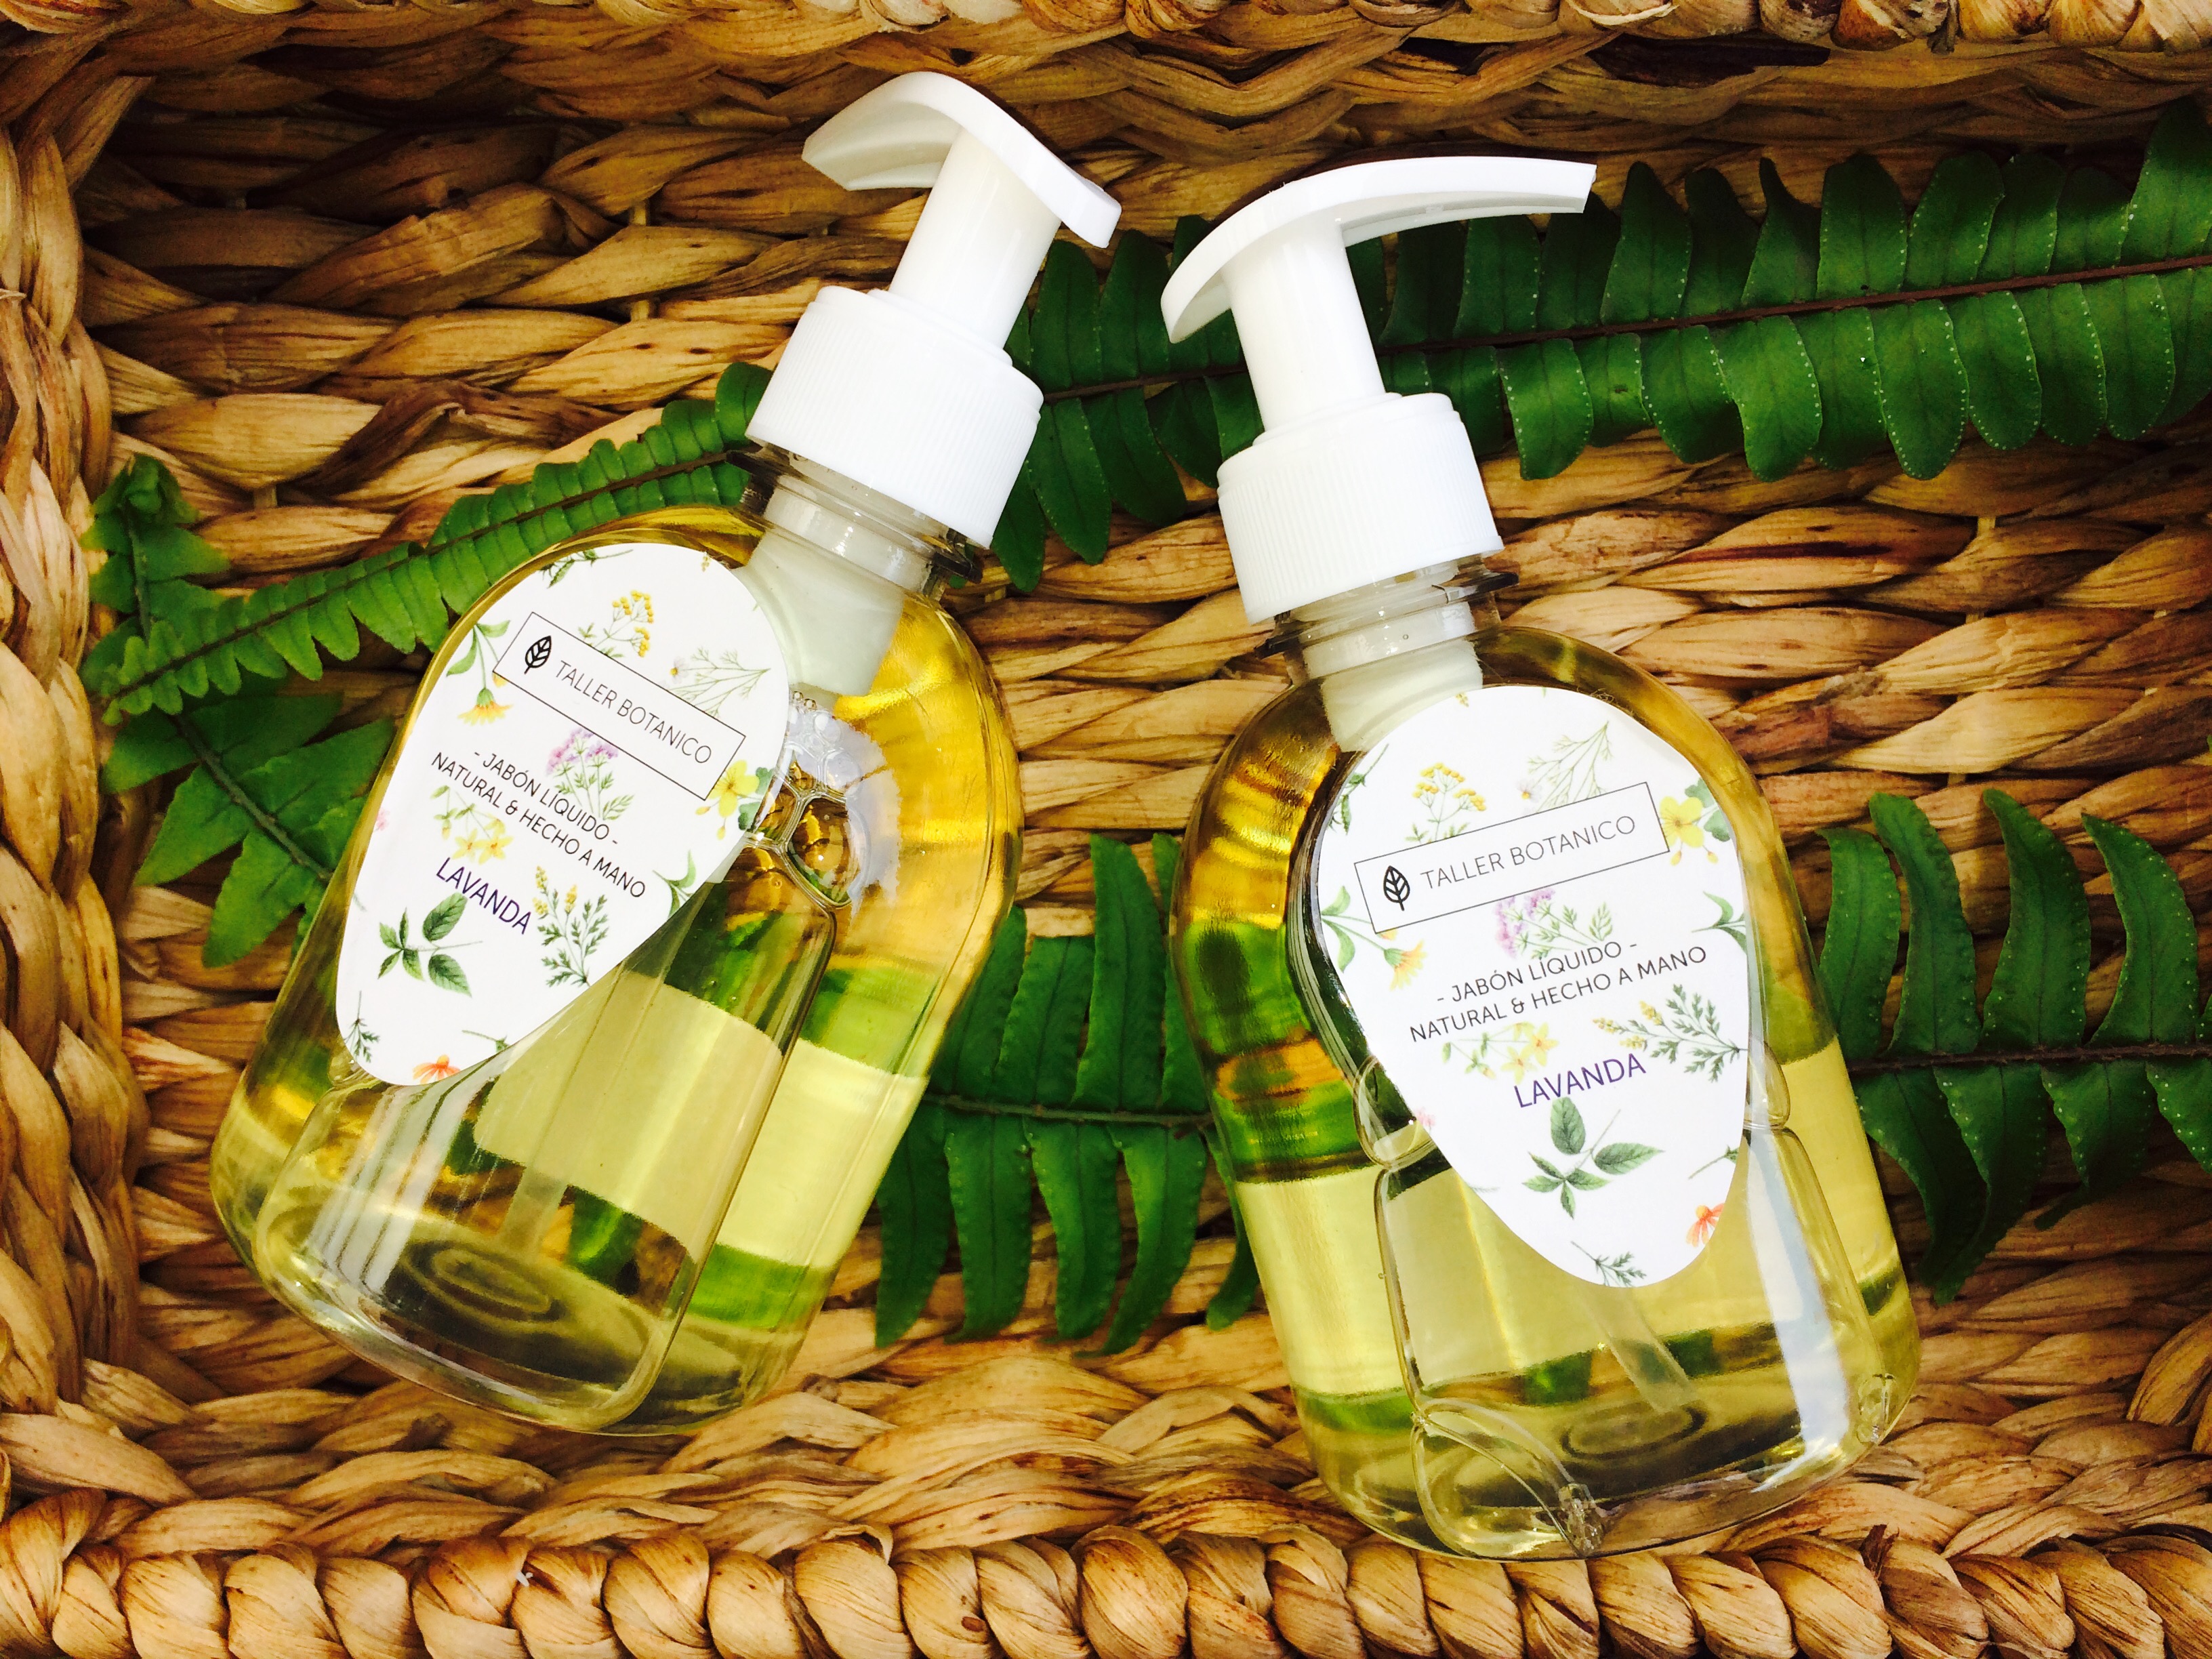 TALLER BOTANICO
- JABÓN LÍQUIDO -
NATURAL & HECHO A MANO
LAVANDA
TALLER BOTANICO
- JABÓN LÍQUIDO -
NATURAL & HECHO A MANO
LAVANDA